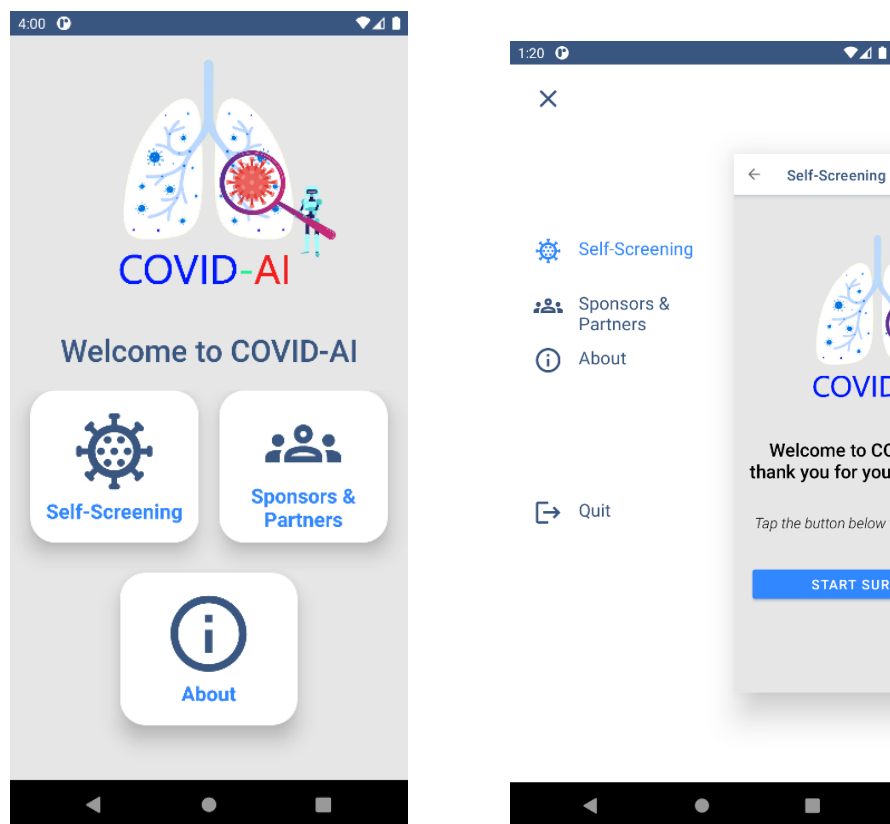 4:00
COVID-AI
Welcome to COVID-AI
Self-Screening
Sponsors &
Partners
About
1:20
Self-Screening
Sponsors &
Partners
About
Quit
Self-Screening
COVID
Welcome to CO
thank you for you
Tap the button below
START SUR